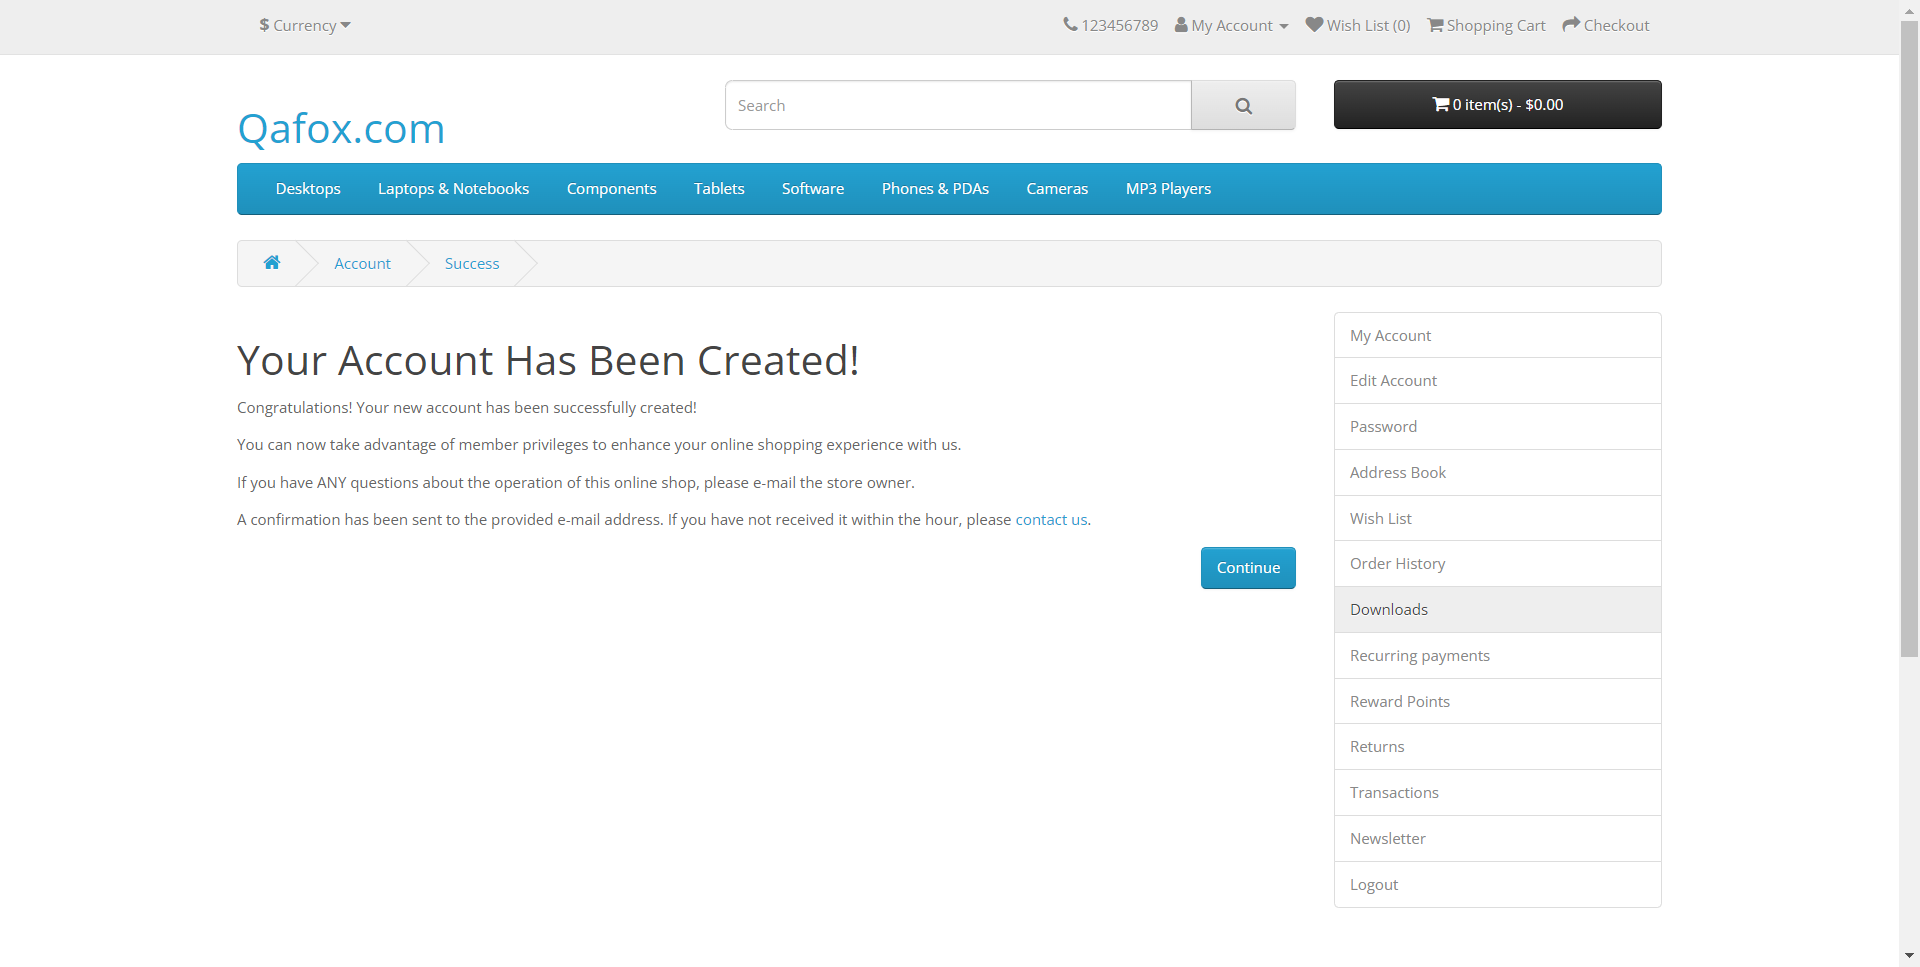 $ Currency
123456789 My Account Wish List (0) Shopping Cart Checkout
Qafox.com
Search
0 item(s) - $0.00
Desktops Laptops & Notebooks Components Tablets Software Phones & PDAs Cameras MP3 Players
Account Success
Your Account Has Been Created!
Congratulations! Your new account has been successfully created!
You can now take advantage of member privileges to enhance your online shopping experience with us.
If you have ANY questions about the operation of this online shop, please e-mail the store owner.
A confirmation has been sent to the provided e-mail address. If you have not received it within the hour, please contact us.
Continue
My Account
Edit Account
Password
Address Book
Wish List
Order History
Downloads
Recurring payments
Reward Points
Returns
Transactions
Newsletter
Logout